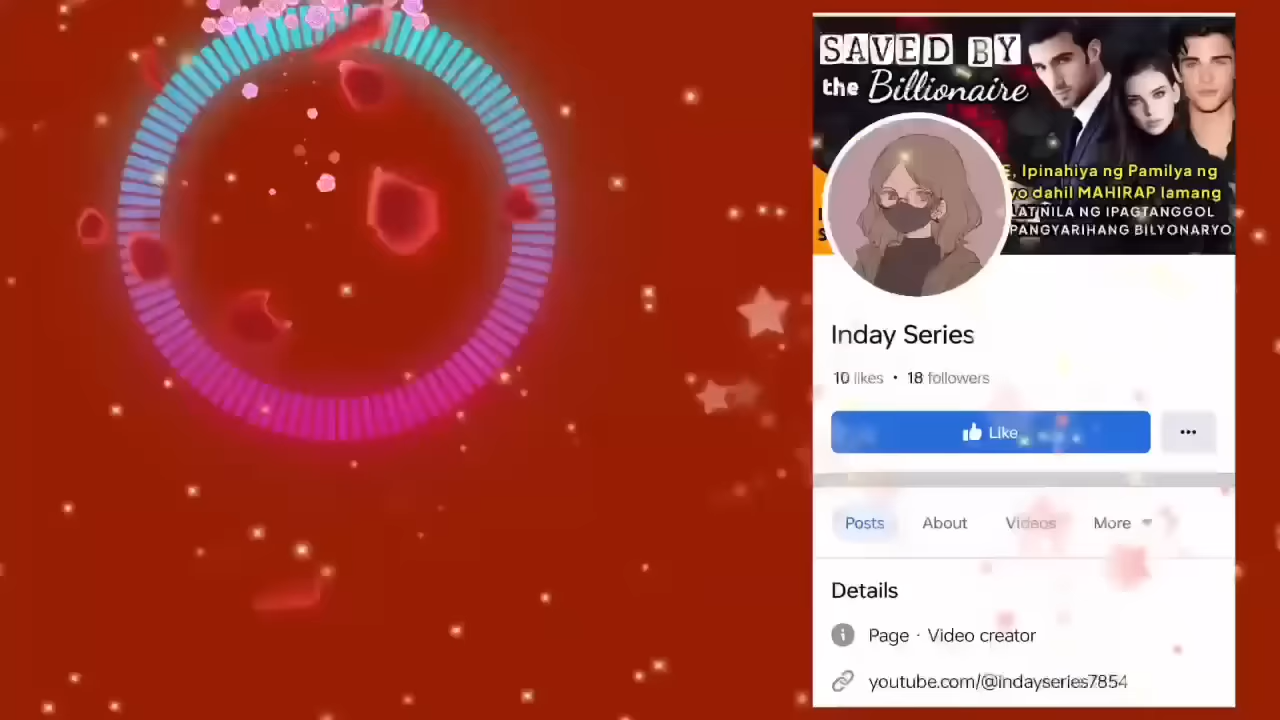 SAVED BY
the Billionaire
E, Ipinahiya ng Pamilya ng
yo dahil MAHIRAP lamang
LAT NILA NG IPAGTANGGOL
PANGYARIHANG BILYONARYO
Inday Series
10 likes • 18 followers
Like
Posts About Videos More
Details
Page · Video creator
youtube.com/@indayseries7854